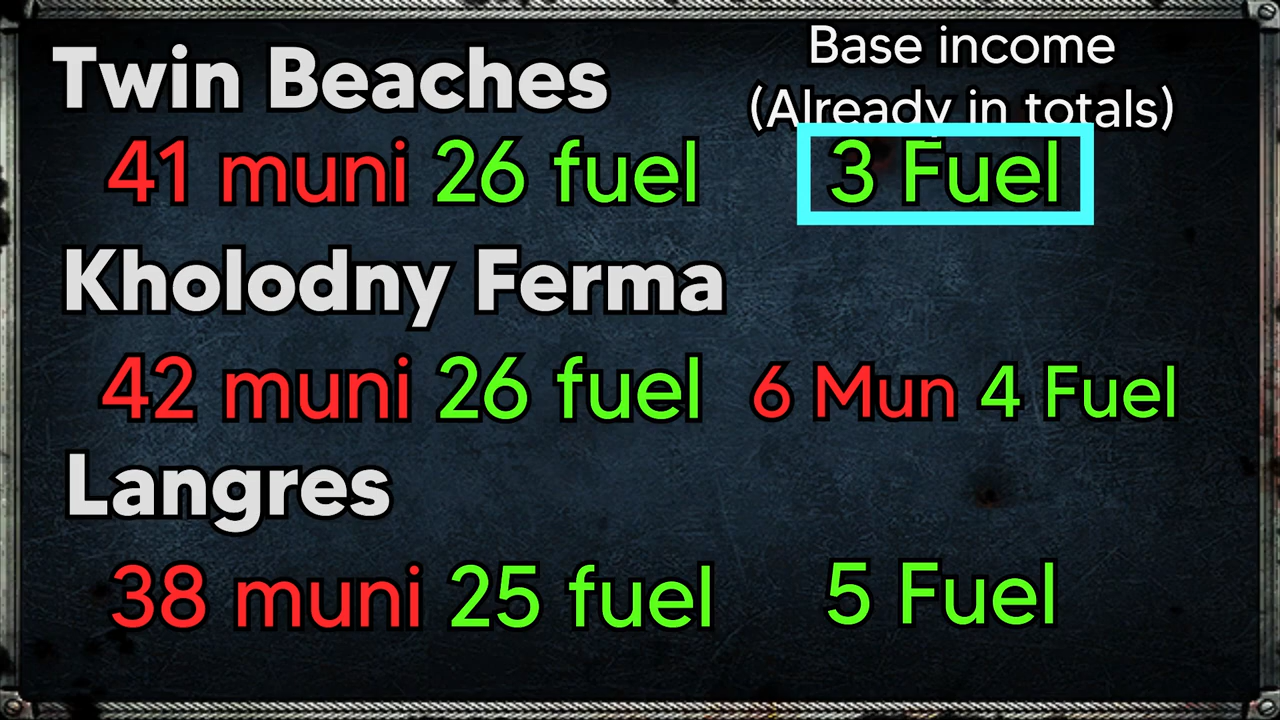 Twin Beaches
Base income
(Already in totals)
41 muni 26 fuel
3 Fuel
Kholodny Ferma
42 muni 26 fuel
6 Mun 4 Fuel
Langres
38 muni 25 fuel
5 Fuel